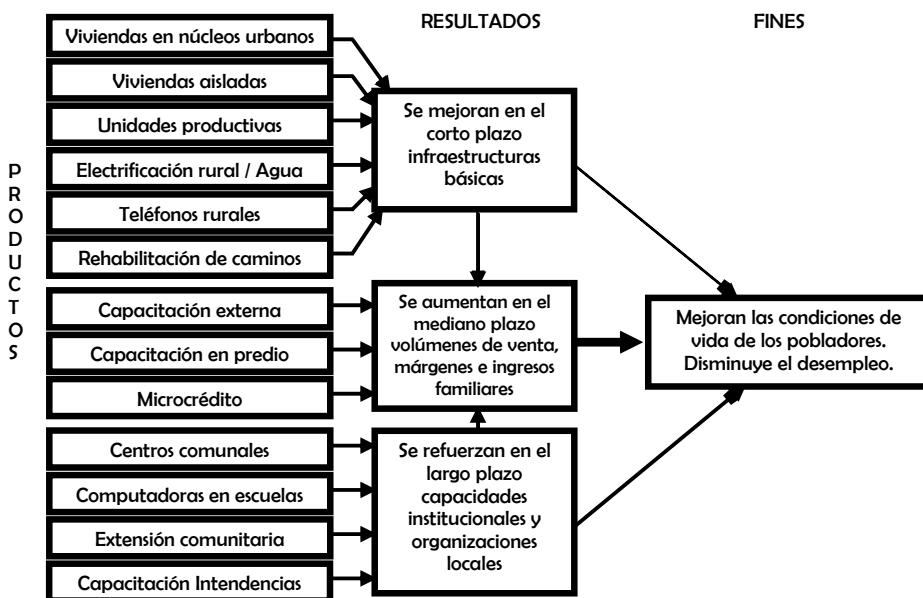 RESULTADOS
FINES
PRODUCTOS
Viviendas en núcleos urbanos
Viviendas aisladas
Unidades productivas
Electrificación rural / Agua
Teléfonos rurales
Rehabilitación de caminos
Capacitación externa
Capacitación en predio
Microcrédito
Centros comunales
Computadoras en escuelas
Extensión comunitaria
Capacitación Intendencias
Se mejoran en el
corto plazo
infraestructuras
básicas
Se aumentan en el
mediano plazo
volúmenes de venta,
márgenes e ingresos
familiares
Se refuerzan en el
largo plazo
capacidades
institucionales y
organizaciones
locales
Mejoran las condiciones de
vida de los pobladores.
Disminuye el desempleo.